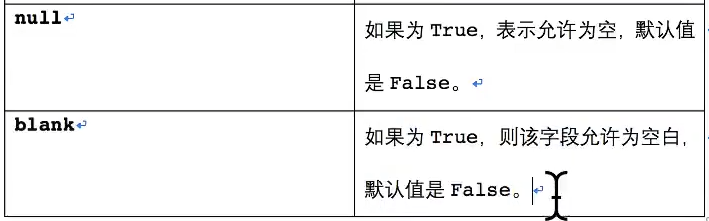 null
如果为 True，表示允许为空，默认值
是 False。
blank
如果为 True，则该字段允许为空白，
默认值是 False。